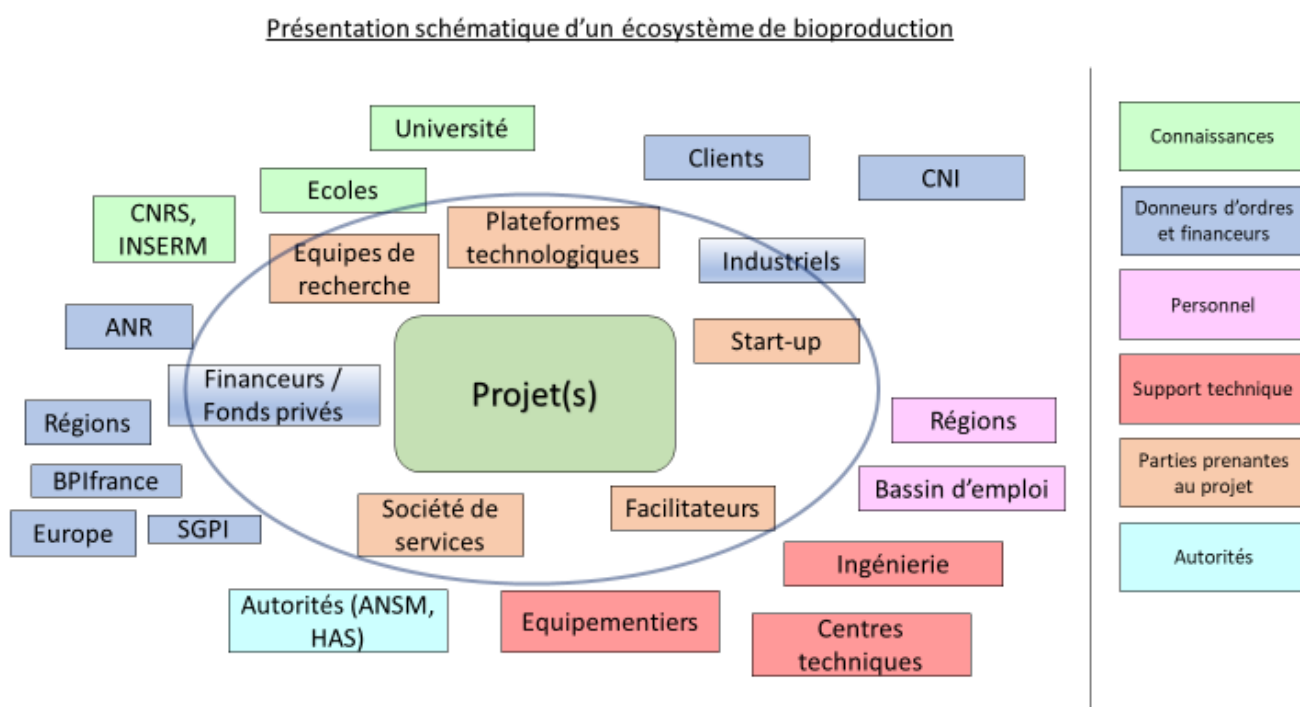 Présentation schématique d'un écosystème de bioproduction
Université
Clients
CNI
Ecoles
CNRS,
INSERM
Plateformes
technologiques
Equipes de
recherche
Industriels
ANR
Start-up
Financeurs /
Fonds privés
Projet(s)
Régions
Régions
BPIfrance
Bassin d'emploi
Europe
SGPI
Société de
services
Facilitateurs
Ingénierie
Autorités (ANSM,
HAS)
Equipementiers
Centres
techniques
Connaissances
Donneurs d'ordres
et financeurs
Personnel
Support technique
Parties prenantes
au projet
Autorités